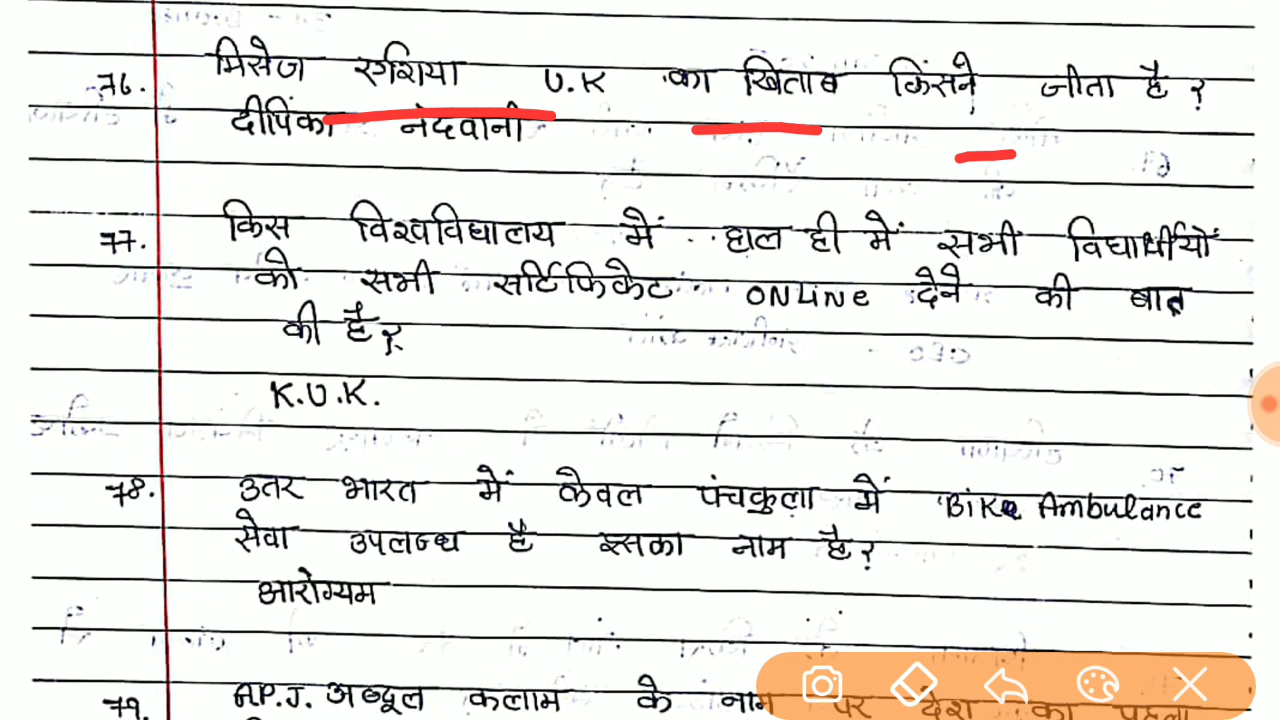 76. मिसेज एशिया U.K का खिताब किसने जीता है?
दीपिका नंदवानी
77. किस विश्वविद्यालय में हाल ही में सभी विद्यार्थीयों
को सभी सर्टिफिकेट ONLiNe देने की बात
की है?
K.U.K.
78. उतर भारत में केवल पंचकुला में Bike Ambulance
सेवा उपलब्ध है इसका नाम है?
आरोग्यम
79. A.P.J. अब्दूल कलाम के नाम पर देश का पहला